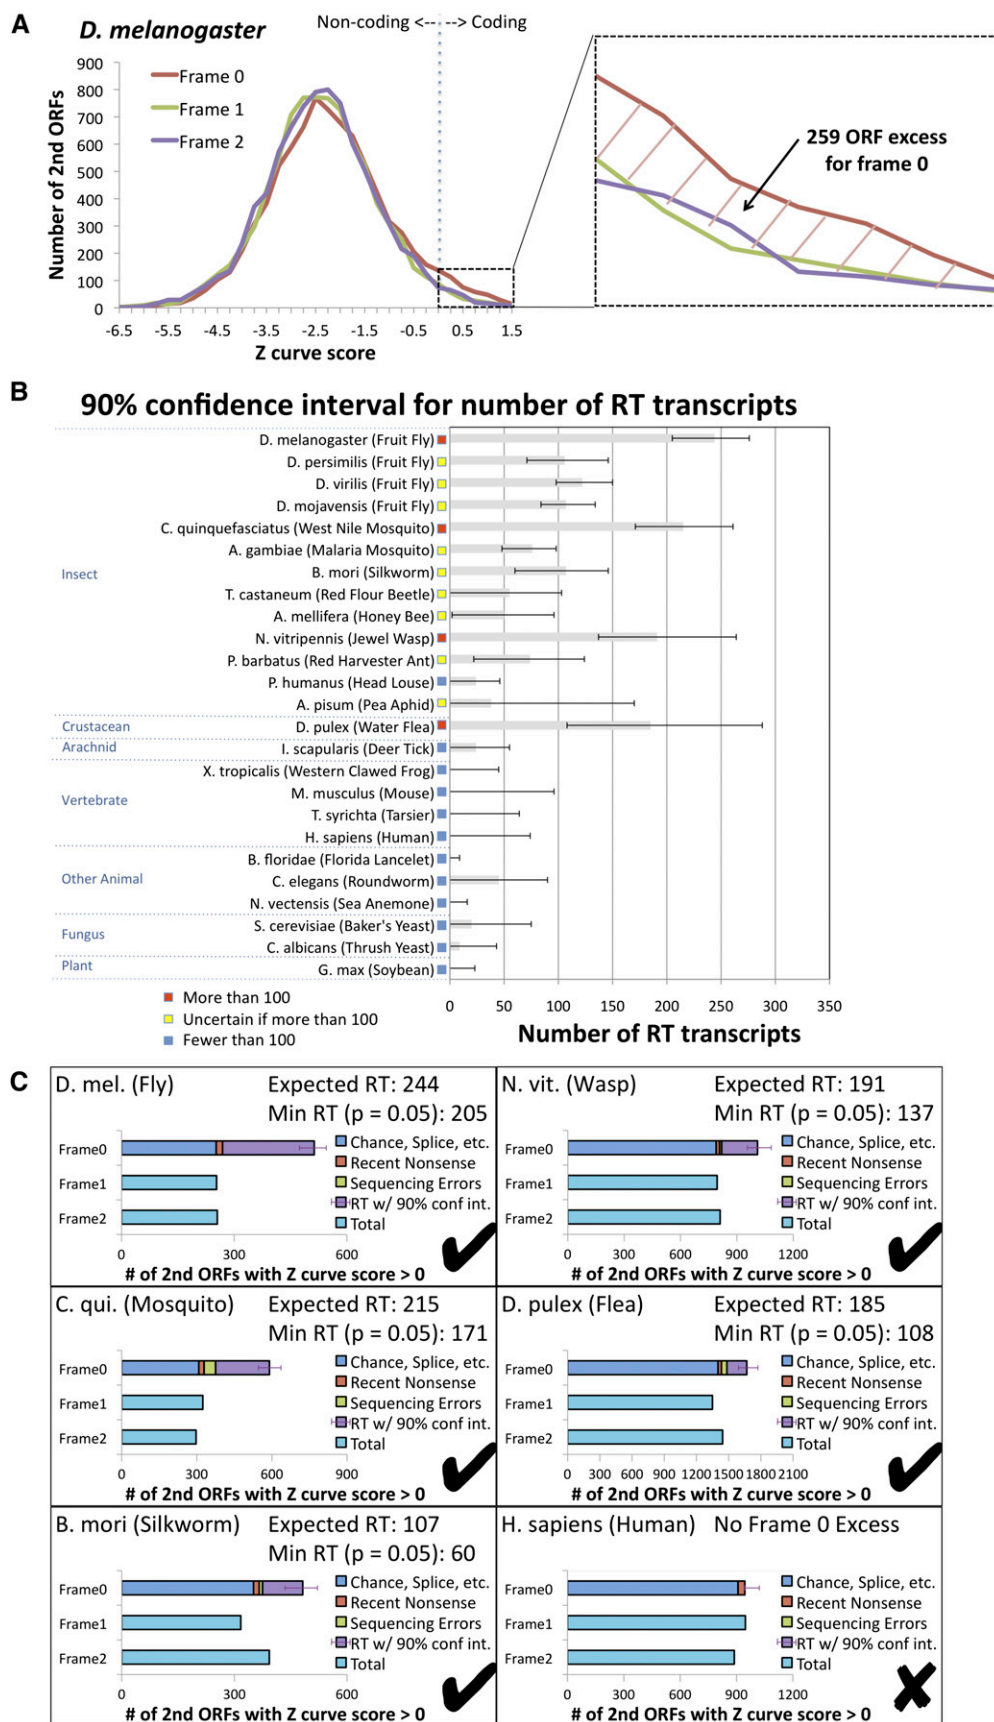 A
D. melanogaster
Non-coding <-- --> Coding
Number of 2nd ORFs
900
800
700
600
500
400
300
200
100
0
Frame 0
Frame 1
Frame 2
-6.5 -5.5 -4.5 -3.5 -2.5 -1.5 -0.5 0.5 1.5
Z curve score
259 ORF excess
for frame 0
B
90% confidence interval for number of RT transcripts
Insect
D. melanogaster (Fruit Fly)
D. persimilis (Fruit Fly)
D. virilis (Fruit Fly)
D. mojavensis (Fruit Fly)
C. quinquefasciatus (West Nile Mosquito)
A. gambiae (Malaria Mosquito)
B. mori (Silkworm)
T. castaneum (Red Flour Beetle)
A. mellifera (Honey Bee)
N. vitripennis (Jewel Wasp)
P. barbatus (Red Harvester Ant)
P. humanus (Head Louse)
A. pisum (Pea Aphid)
Crustacean
D. pulex (Water Flea)
Arachnid
I. scapularis (Deer Tick)
Vertebrate
X. tropicalis (Western Clawed Frog)
M. musculus (Mouse)
T. syrichta (Tarsier)
H. sapiens (Human)
Other Animal
B. floridae (Florida Lancelet)
C. elegans (Roundworm)
N. vectensis (Sea Anemone)
Fungus
S. cerevisiae (Baker's Yeast)
C. albicans (Thrush Yeast)
Plant
G. max (Soybean)
0 50 100 150 200 250 300 350
Number of RT transcripts
More than 100
Uncertain if more than 100
Fewer than 100
C
D. mel. (Fly) Expected RT: 244
Min RT (p = 0.05): 205
Frame0
Frame1
Frame2
Chance, Splice, etc.
Recent Nonsense
Sequencing Errors
RT w/ 90% conf int.
Total
0 300 600
# of 2nd ORFs with Z curve score > 0
N. vit. (Wasp) Expected RT: 191
Min RT (p = 0.05): 137
Frame0
Frame1
Frame2
Chance, Splice, etc.
Recent Nonsense
Sequencing Errors
RT w/ 90% conf int.
Total
0 300 600 900 1200
# of 2nd ORFs with Z curve score > 0
C. qui. (Mosquito) Expected RT: 215
Min RT (p = 0.05): 171
Frame0
Frame1
Frame2
Chance, Splice, etc.
Recent Nonsense
Sequencing Errors
RT w/ 90% conf int.
Total
0 300 600 900
# of 2nd ORFs with Z curve score > 0
D. pulex (Flea) Expected RT: 185
Min RT (p = 0.05): 108
Frame0
Frame1
Frame2
Chance, Splice, etc.
Recent Nonsense
Sequencing Errors
RT w/ 90% conf int.
Total
0 300 600 900 1200 1500 1800 2100
# of 2nd ORFs with Z curve score > 0
B. mori (Silkworm) Expected RT: 107
Min RT (p = 0.05): 60
Frame0
Frame1
Frame2
Chance, Splice, etc.
Recent Nonsense
Sequencing Errors
RT w/ 90% conf int.
Total
0 300 600
# of 2nd ORFs with Z curve score > 0
H. sapiens (Human) No Frame 0 Excess
Frame0
Frame1
Frame2
Chance, Splice, etc.
Recent Nonsense
Sequencing Errors
RT w/ 90% conf int.
Total
0 300 600 900 1200
# of 2nd ORFs with Z curve score > 0